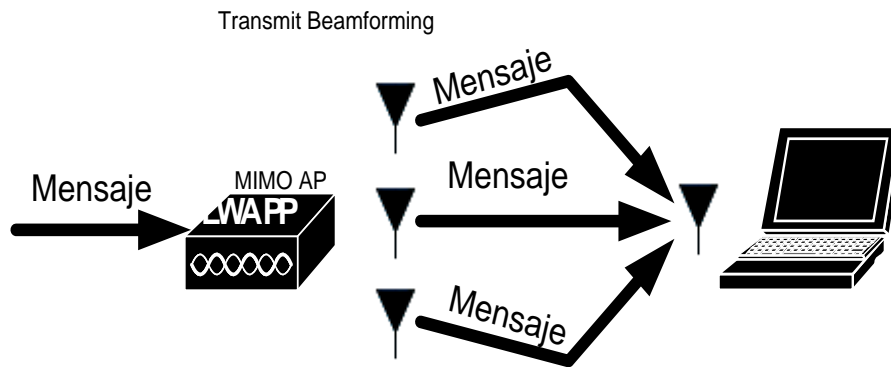 Transmit Beamforming
Mensaje
Mensaje
MIMO AP
LWAPP
Mensaje
Mensaje